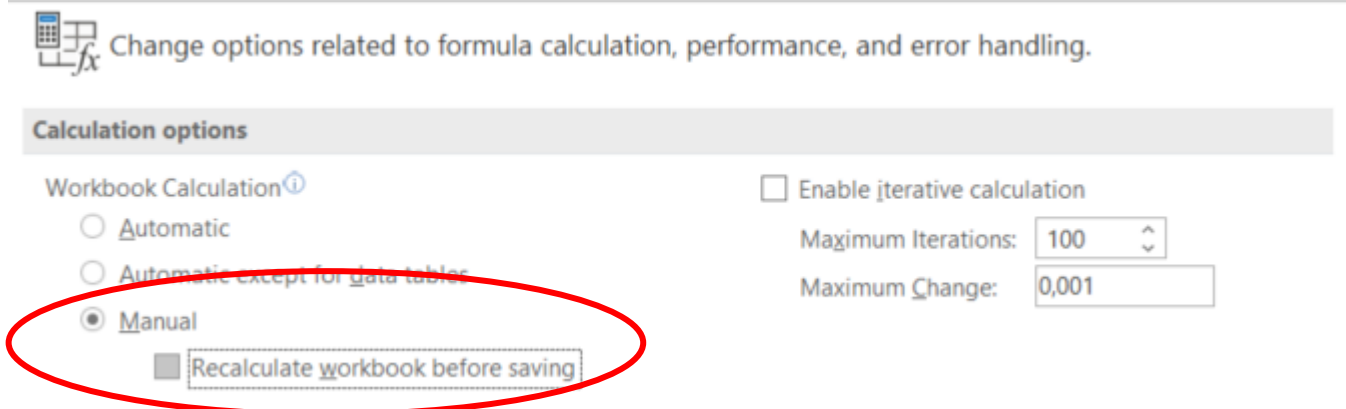 fx Change options related to formula calculation, performance, and error handling.
Calculation options
Workbook Calculation
Automatic
Automatic except for data tables
Manual
Recalculate workbook before saving
Enable iterative calculation
Maximum Iterations: 100
Maximum Change: 0,001